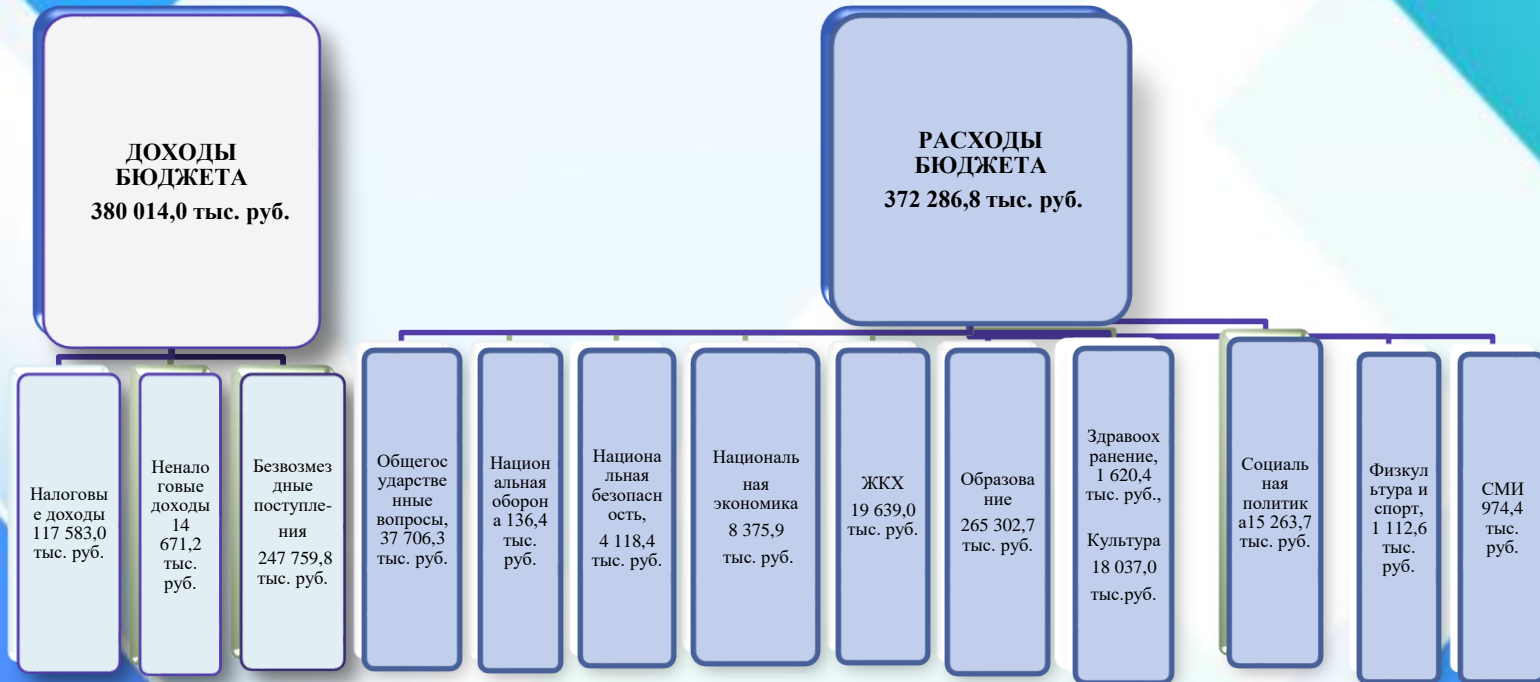 ДОХОДЫ
БЮДЖЕТА
380 014,0 тыс. руб.
Налоговы
е доходы
117 583,0
тыс. руб.
Ненало
говые
доходы
14
671,2
тыс.
руб.
Безвозмез
дные
поступле-
ния
247 759,8
тыс. руб.
РАСХОДЫ
БЮДЖЕТА
372 286,8 тыс. руб.
Общегос
ударстве
нные
вопросы,
37 706,3
тыс. руб.
Национ
альная
оборон
а 136,4
тыс.
руб.
Национа
льная
безопасн
ость,
4 118,4
тыс. руб.
Националь
ная
экономика
8 375,9
тыс. руб.
ЖКХ
19 639,0
тыс. руб.
Образова
ние
265 302,7
тыс. руб.
Здравоох
ранение,
1 620,4
тыс. руб.,
Культура
18 037,0
тыс.руб.
Социаль
ная
политик
а15 263,7
тыс. руб.
Физкул
ьтура и
спорт,
1 112,6
тыс.
руб.
СМИ
974,4
тыс.
руб.